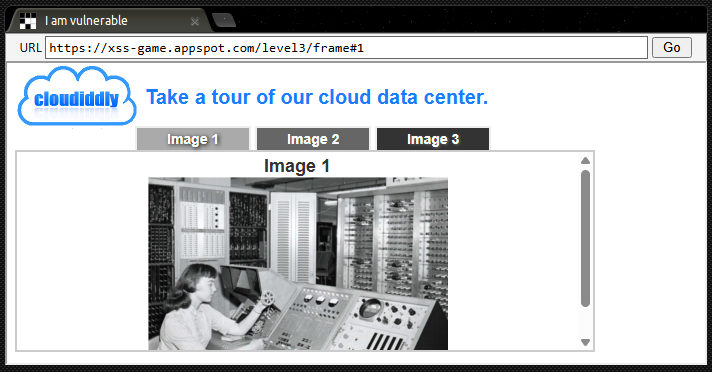 I am vulnerable
URL https://xss-game.appspot.com/level3/frame#1 Go
cloudiddly
Take a tour of our cloud data center.
Image 1 Image 2 Image 3
Image 1